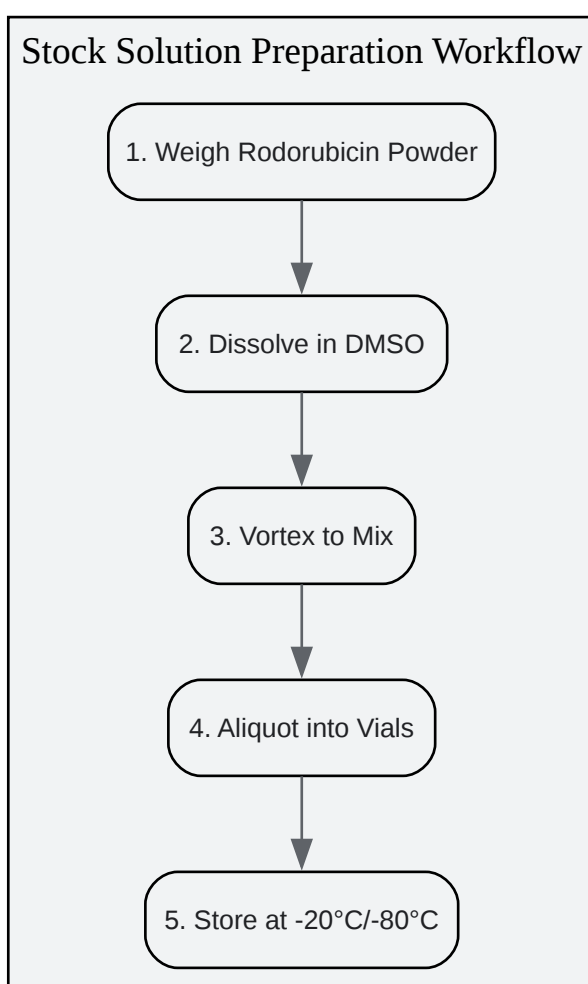 Stock Solution Preparation Workflow
1. Weigh Rodorubicin Powder
2. Dissolve in DMSO
3. Vortex to Mix
4. Aliquot into Vials
5. Store at -20°C/-80°C